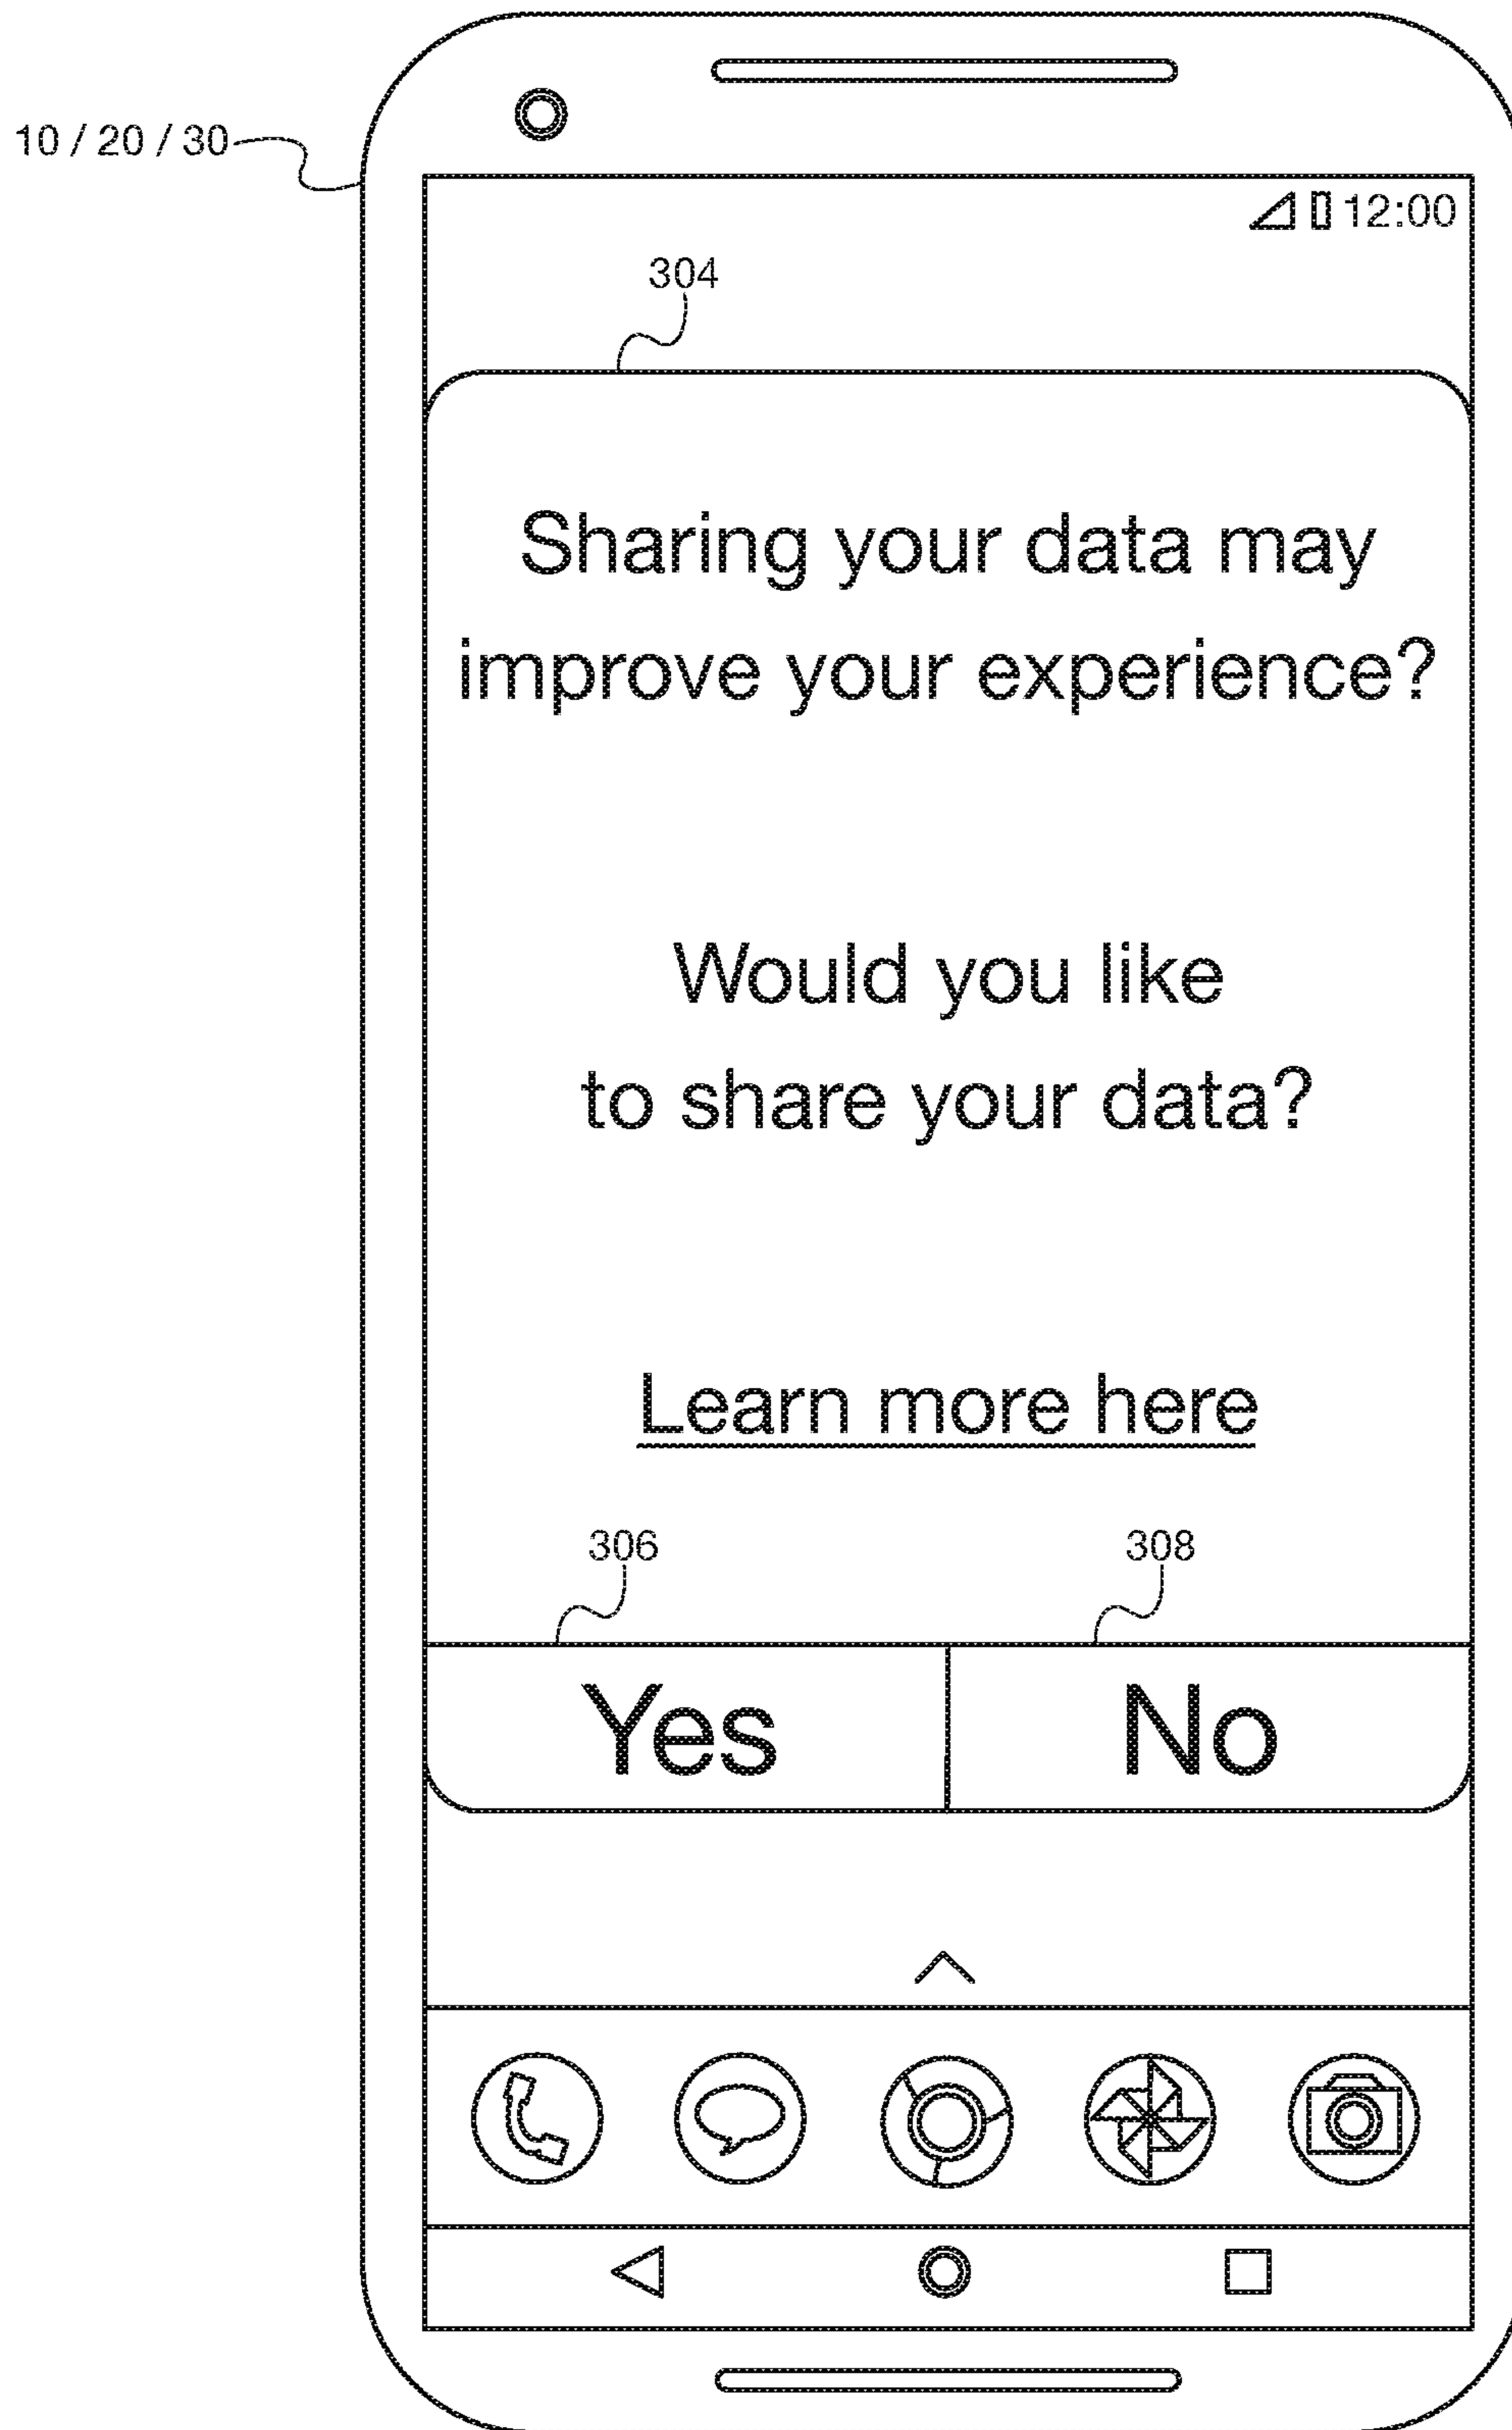 10 / 20 / 30
12:00
304
Sharing your data may
improve your experience?
Would you like
to share your data?
Learn more here
306
308
Yes
No